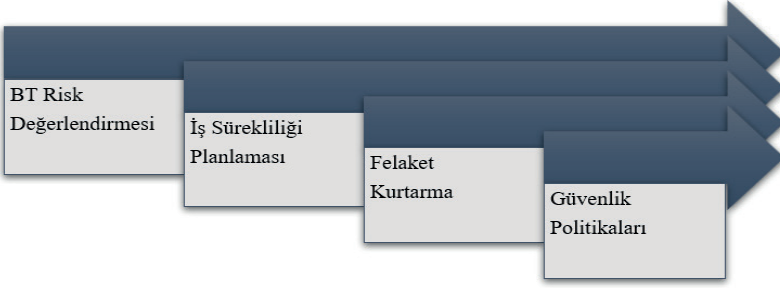 BT Risk
Değerlendirmesi
İş Sürekliliği
Planlaması
Felaket
Kurtarma
Güvenlik
Politikaları